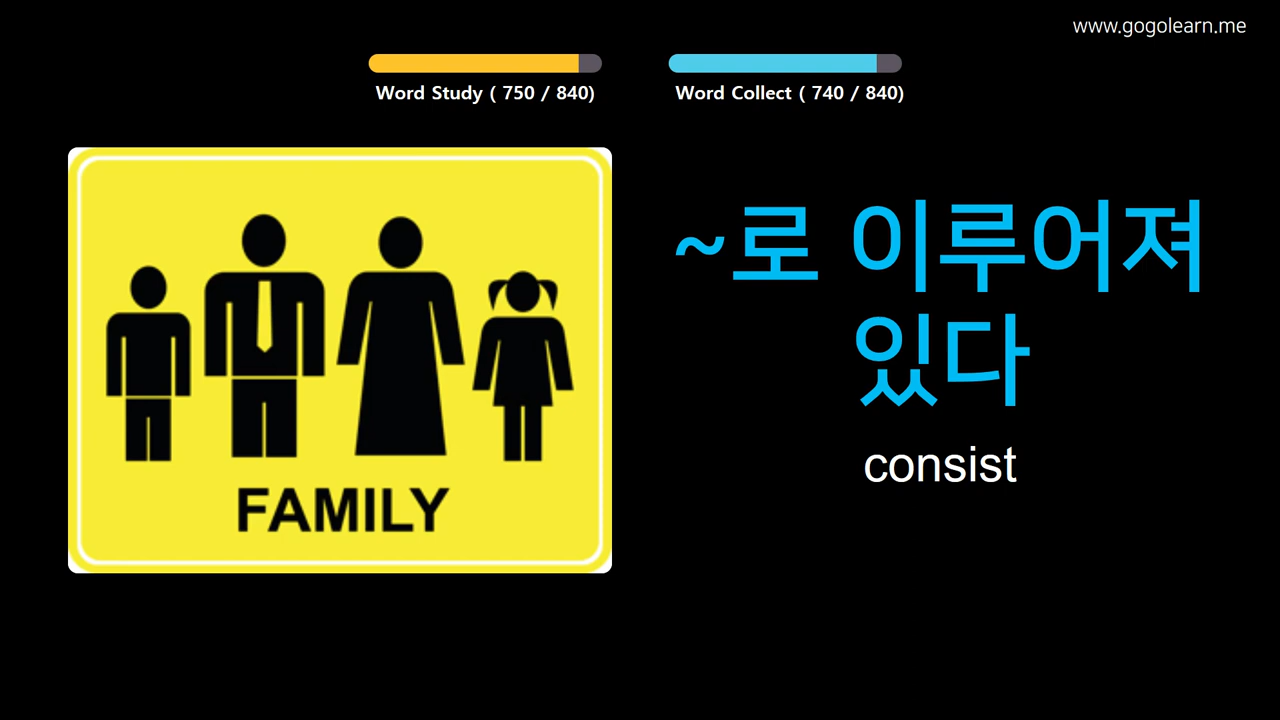 www.gogolearn.me
Word Study ( 750 / 840)
Word Collect ( 740 / 840)
~로 이루어져
있다
consist
FAMILY